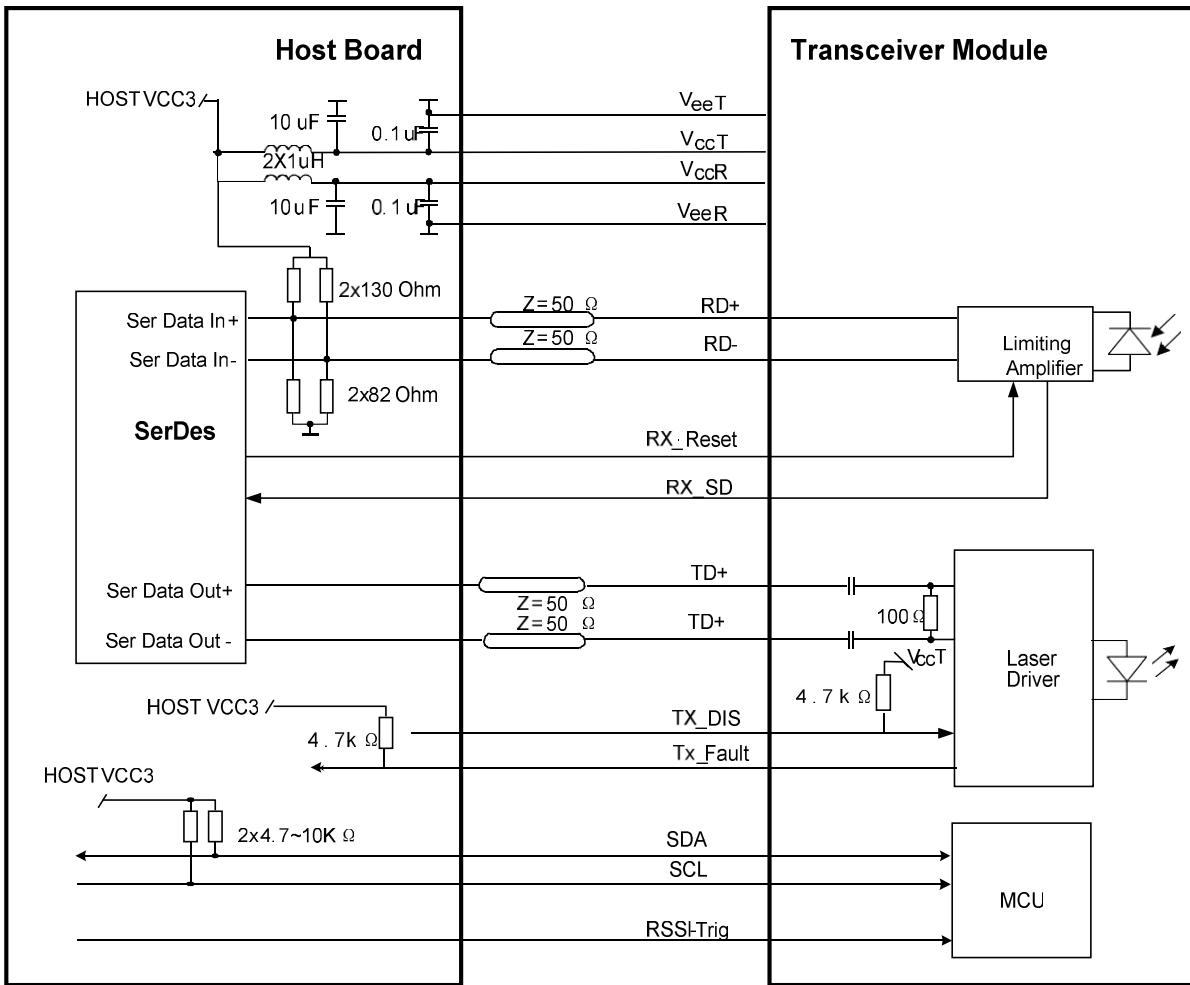 Host Board
Transceiver Module
HOST VCC3
10 uF
0.1 uF
2X1uH
10 uF
0.1 uF
VeeT
VccT
VccR
VeeR
2x130 Ohm
Ser Data In+
Z=50 Ω
RD+
Z=50 Ω
Ser Data In-
RD-
Limiting
Amplifier
2x82 Ohm
SerDes
RX_Reset
RX_SD
Ser Data Out+
TD+
Z=50 Ω
Z=50 Ω
100 Ω
Ser Data Out -
TD+
VccT
Laser
Driver
4.7 k Ω
HOST VCC3
TX_DIS
4.7k Ω
Tx_Fault
HOST VCC3
2x4.7~10K Ω
SDA
SCL
MCU
RSSI-Trig